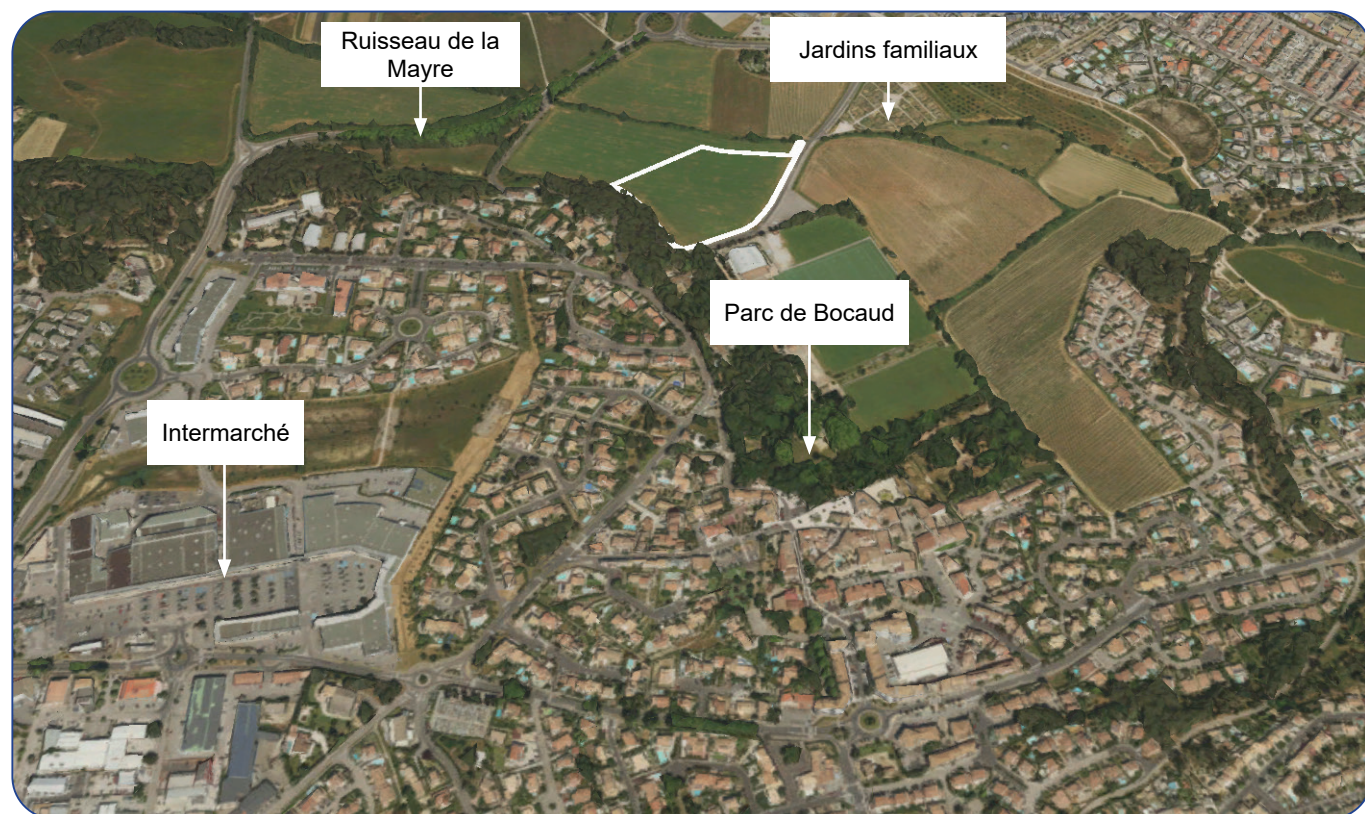 Ruisseau de la
Mayre
Jardins familiaux
Parc de Bocaud
Intermarché